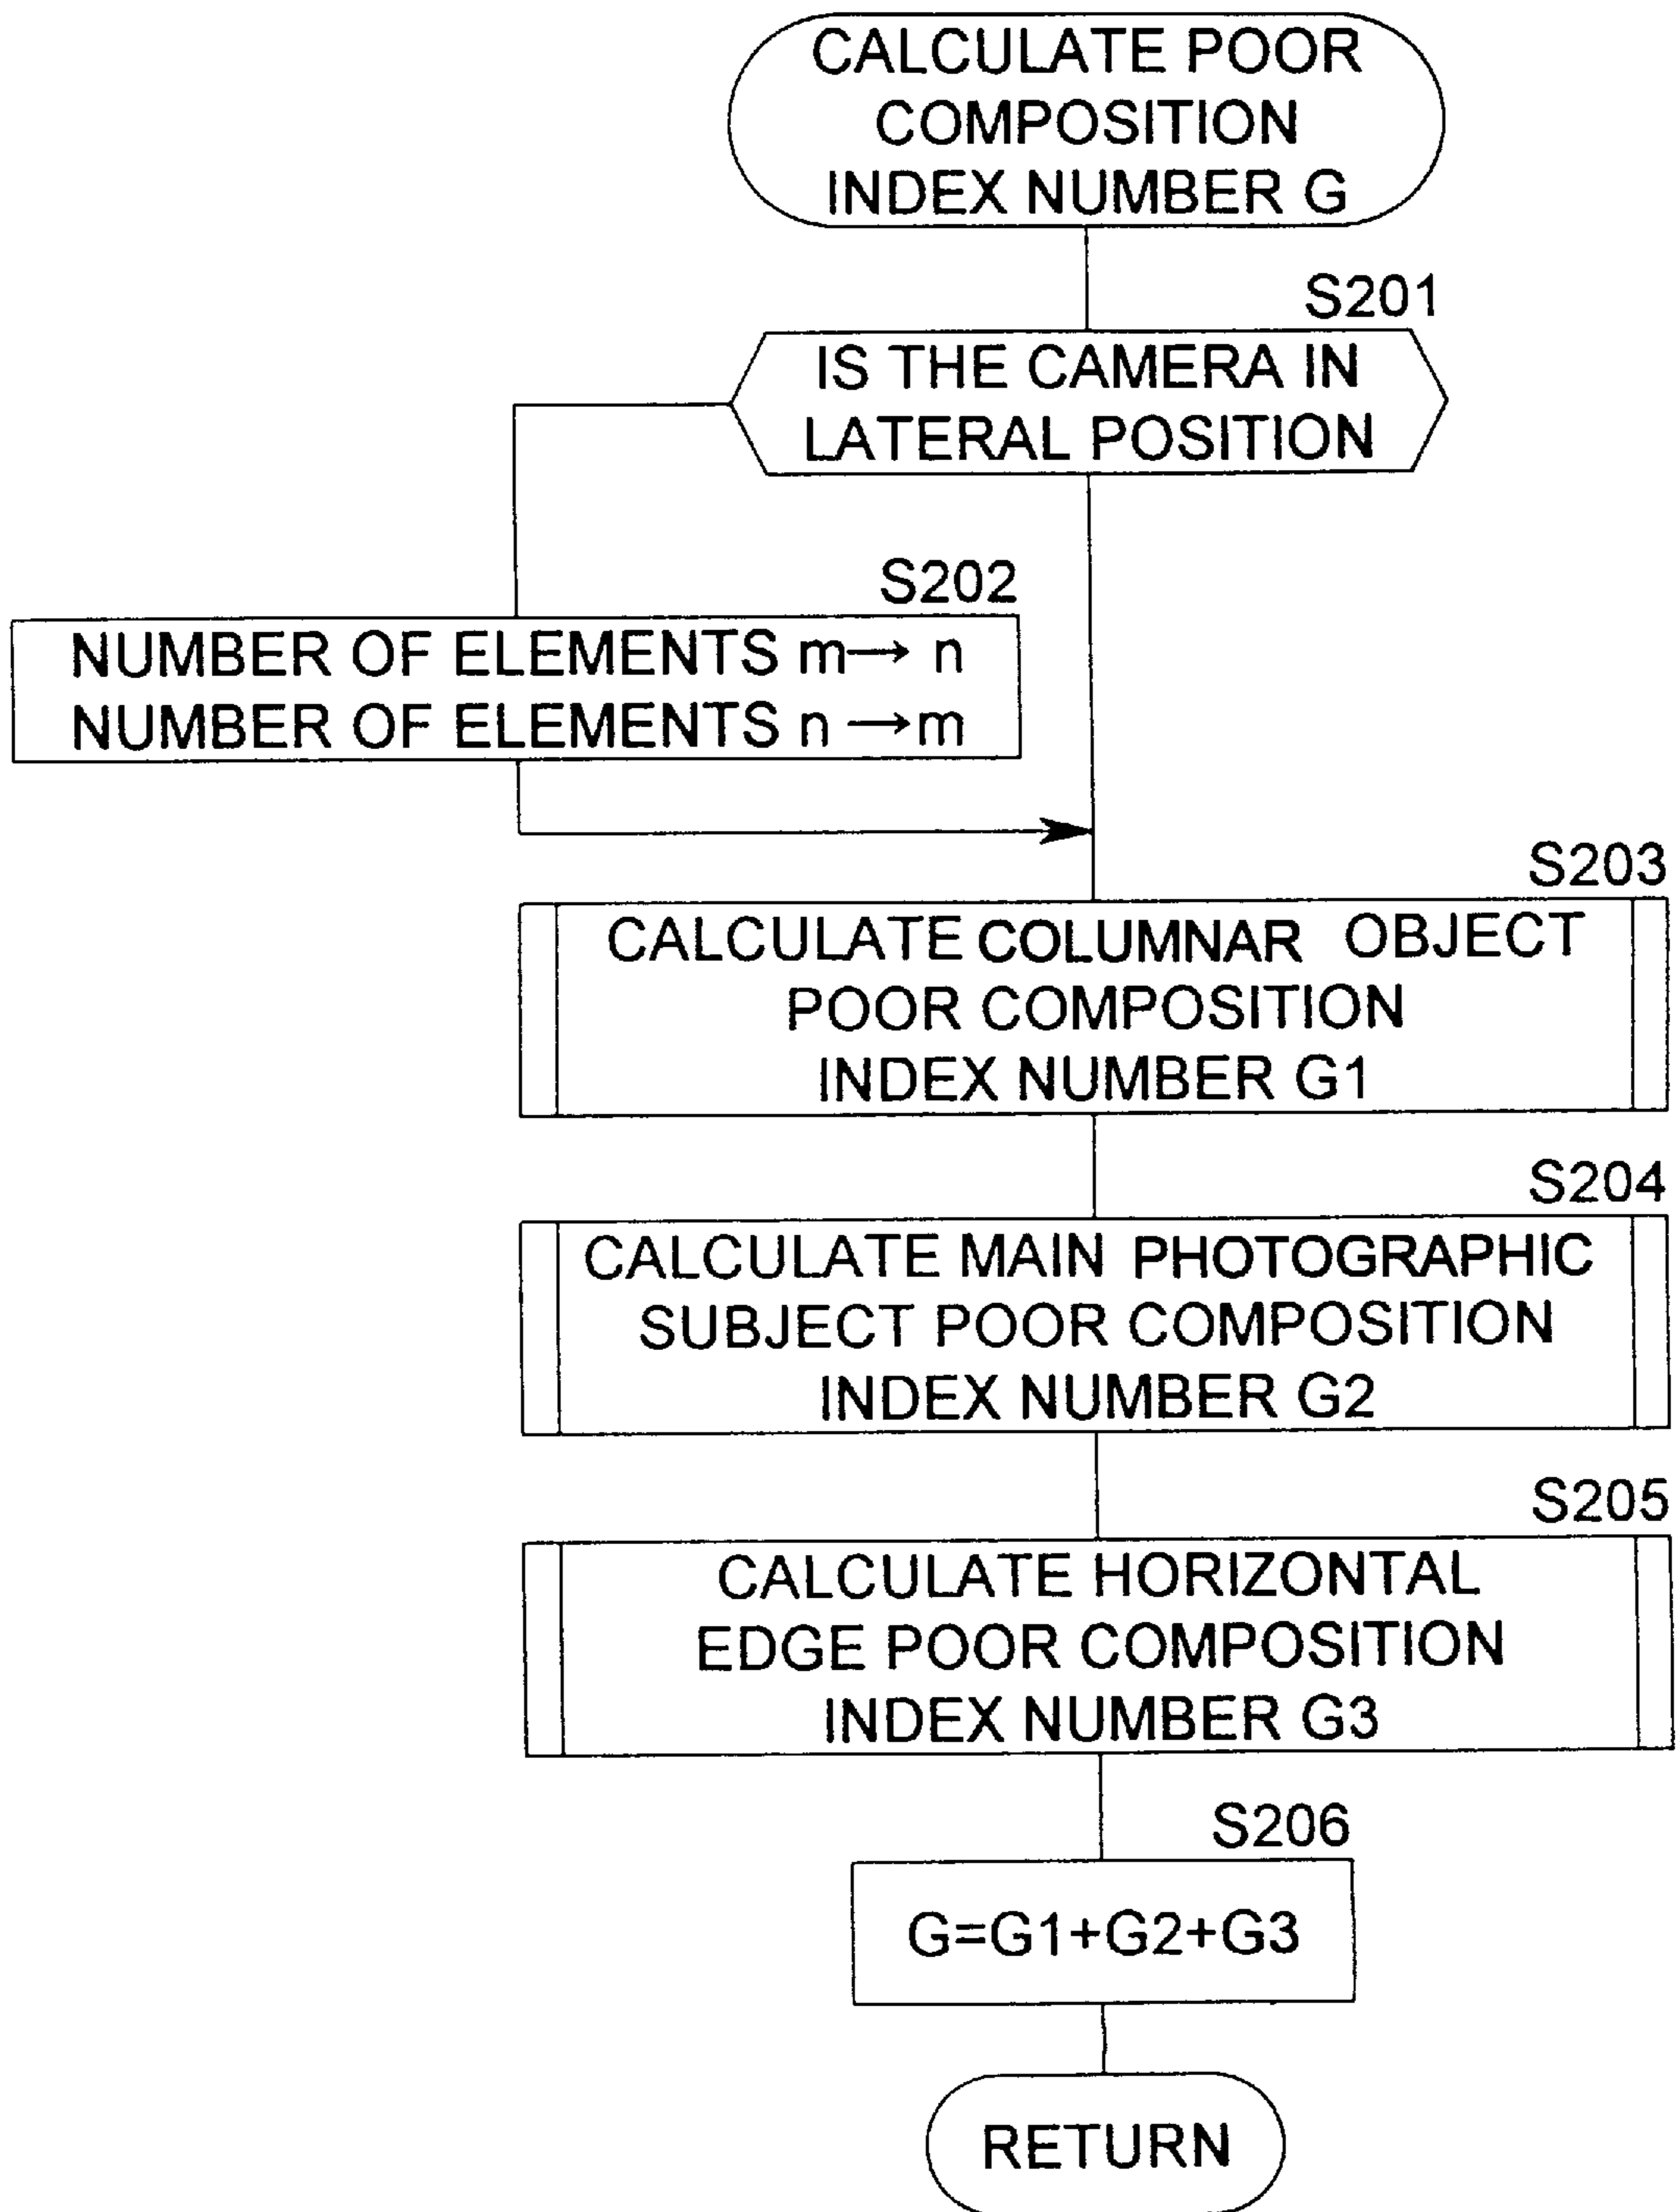 CALCULATE POOR
COMPOSITION
INDEX NUMBER G
S201
IS THE CAMERA IN
LATERAL POSITION
S202
NUMBER OF ELEMENTS m→ n
NUMBER OF ELEMENTS n →m
S203
CALCULATE COLUMNAR OBJECT
POOR COMPOSITION
INDEX NUMBER G1
S204
CALCULATE MAIN PHOTOGRAPHIC
SUBJECT POOR COMPOSITION
INDEX NUMBER G2
S205
CALCULATE HORIZONTAL
EDGE POOR COMPOSITION
INDEX NUMBER G3
S206
G=G1+G2+G3
RETURN